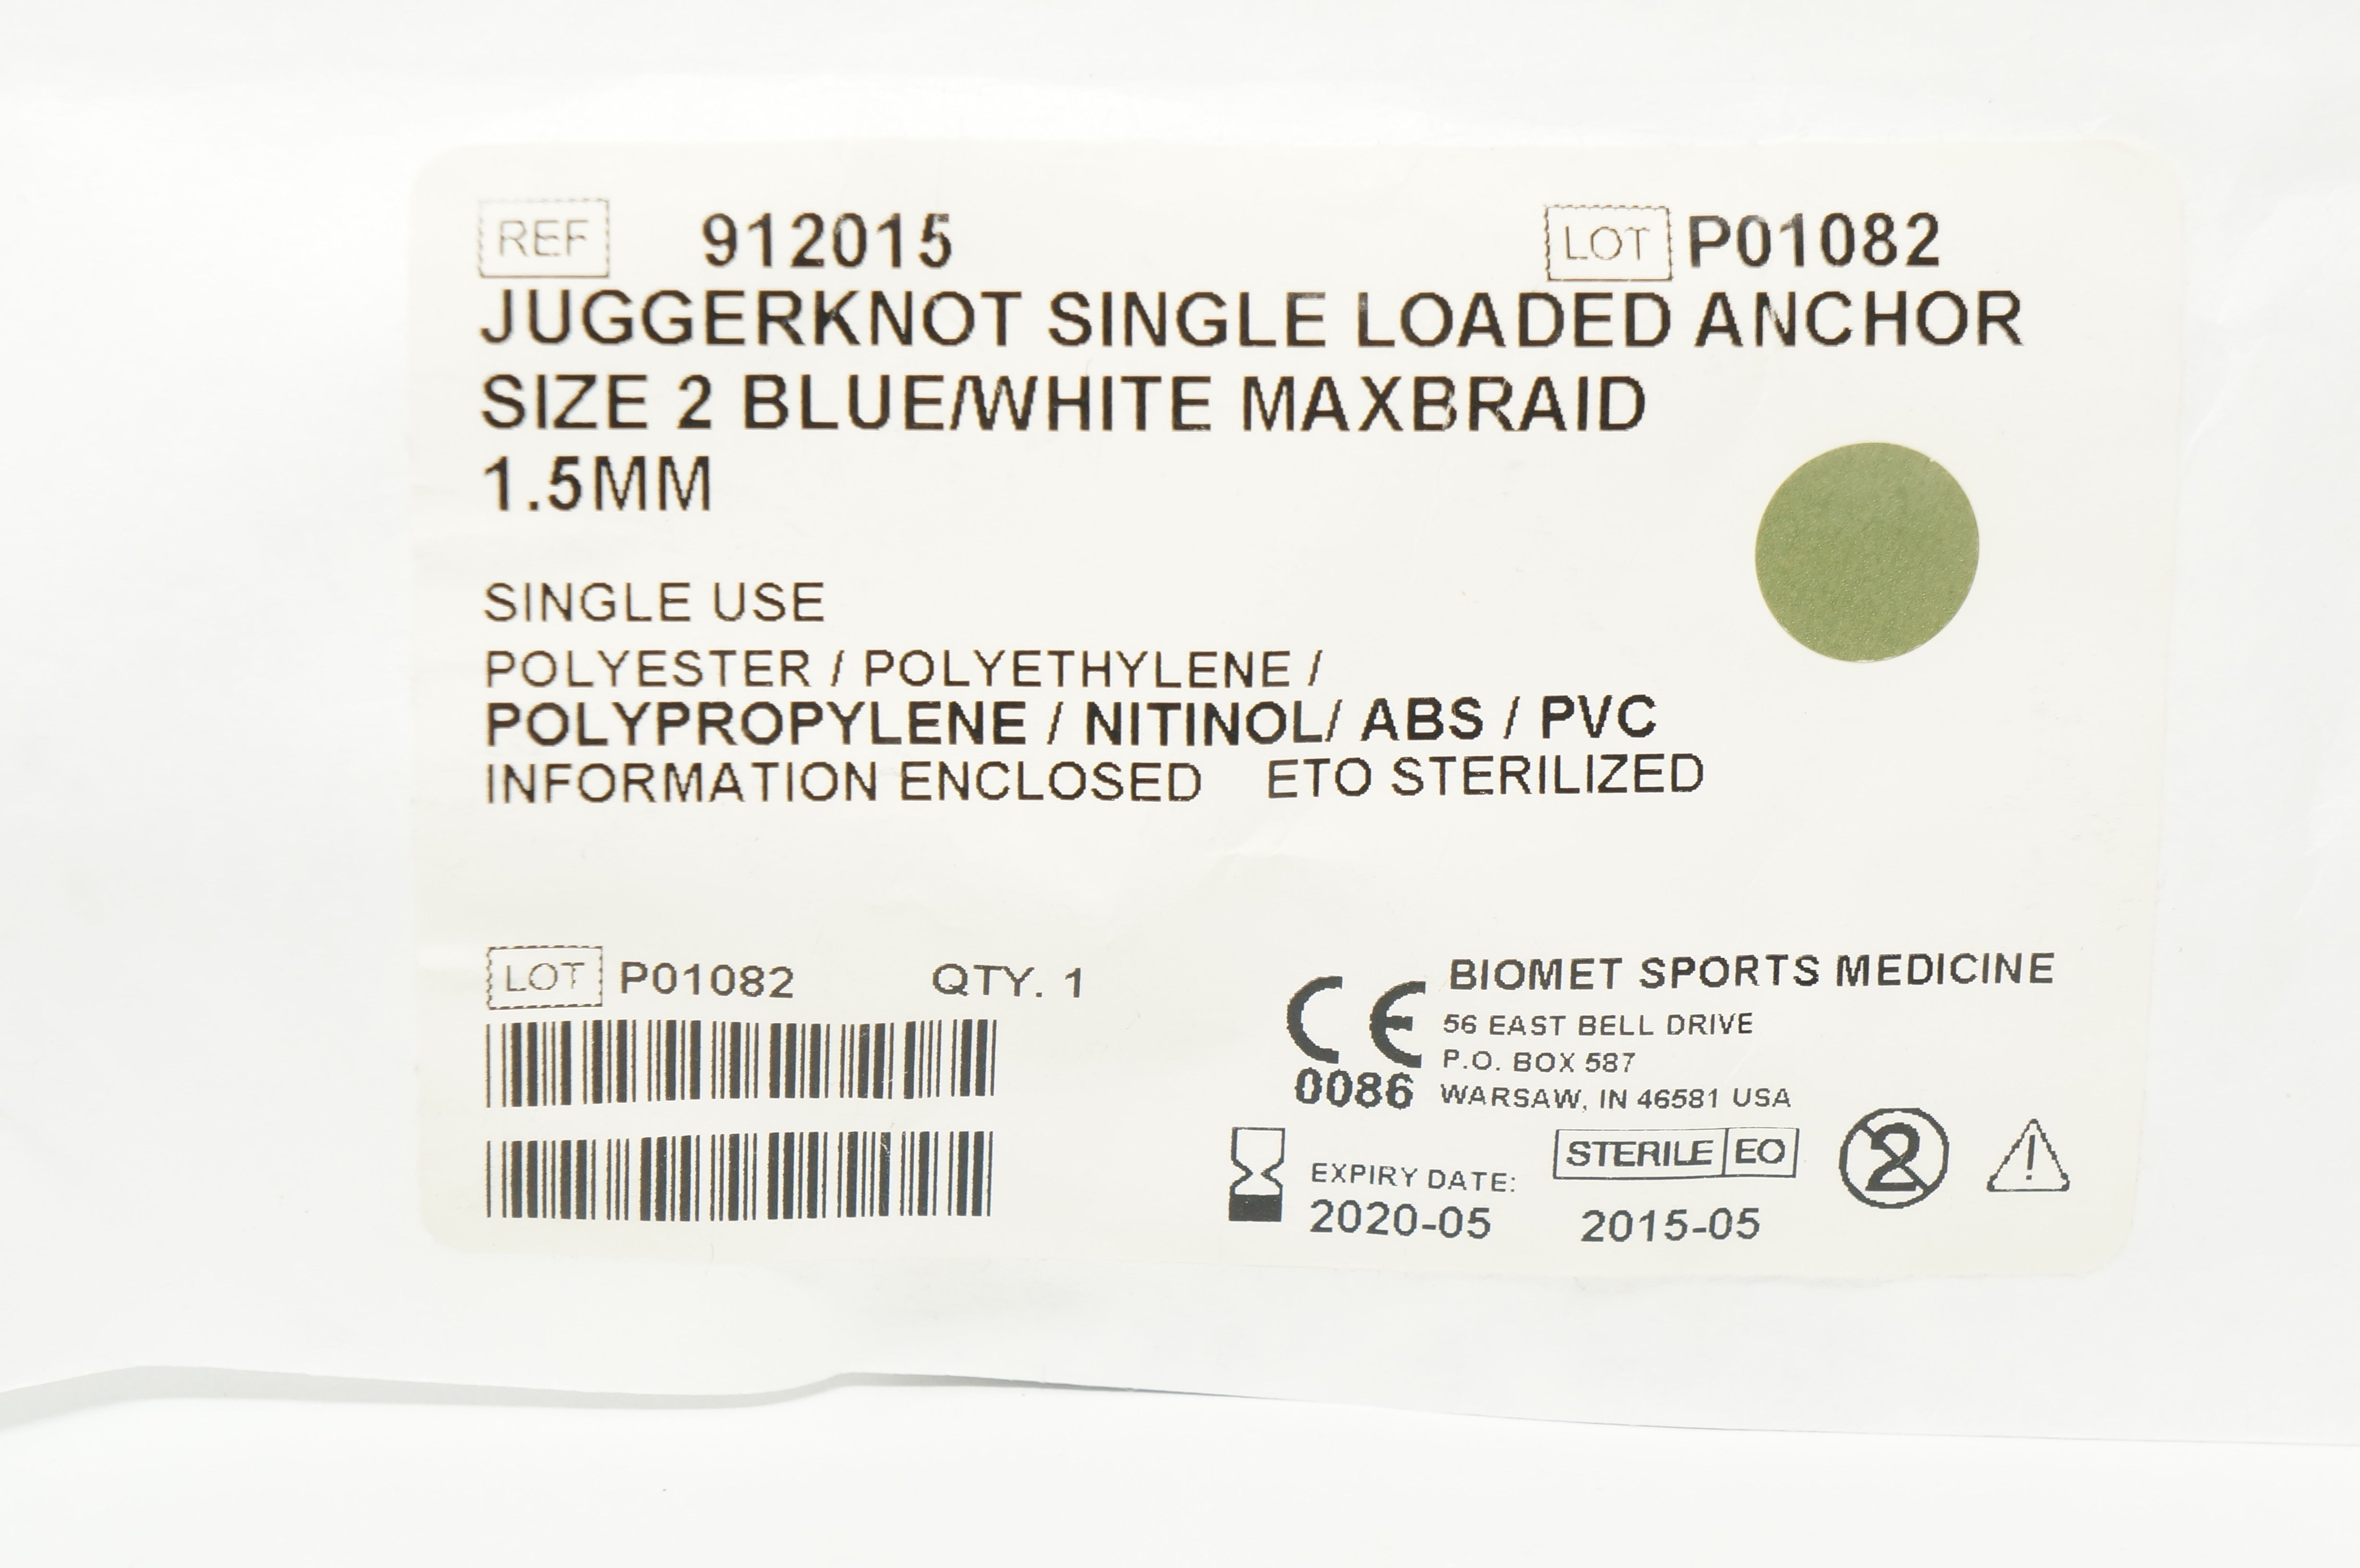 REF 912015 LOT P01082
JUGGERKNOT SINGLE LOADED ANCHOR
SIZE 2 BLUE/WHITE MAXBRAID
1.5MM
SINGLE USE
POLYESTER / POLYETHYLENE /
POLYPROPYLENE / NITINOL/ ABS / PVC
INFORMATION ENCLOSED ETO STERILIZED
LOT P01082 QTY. 1
CE BIOMET SPORTS MEDICINE
56 EAST BELL DRIVE
P.O. BOX 587
0086 WARSAW, IN 46581 USA
EXPIRY DATE: STERILE EO 2
2020-05 2015-05